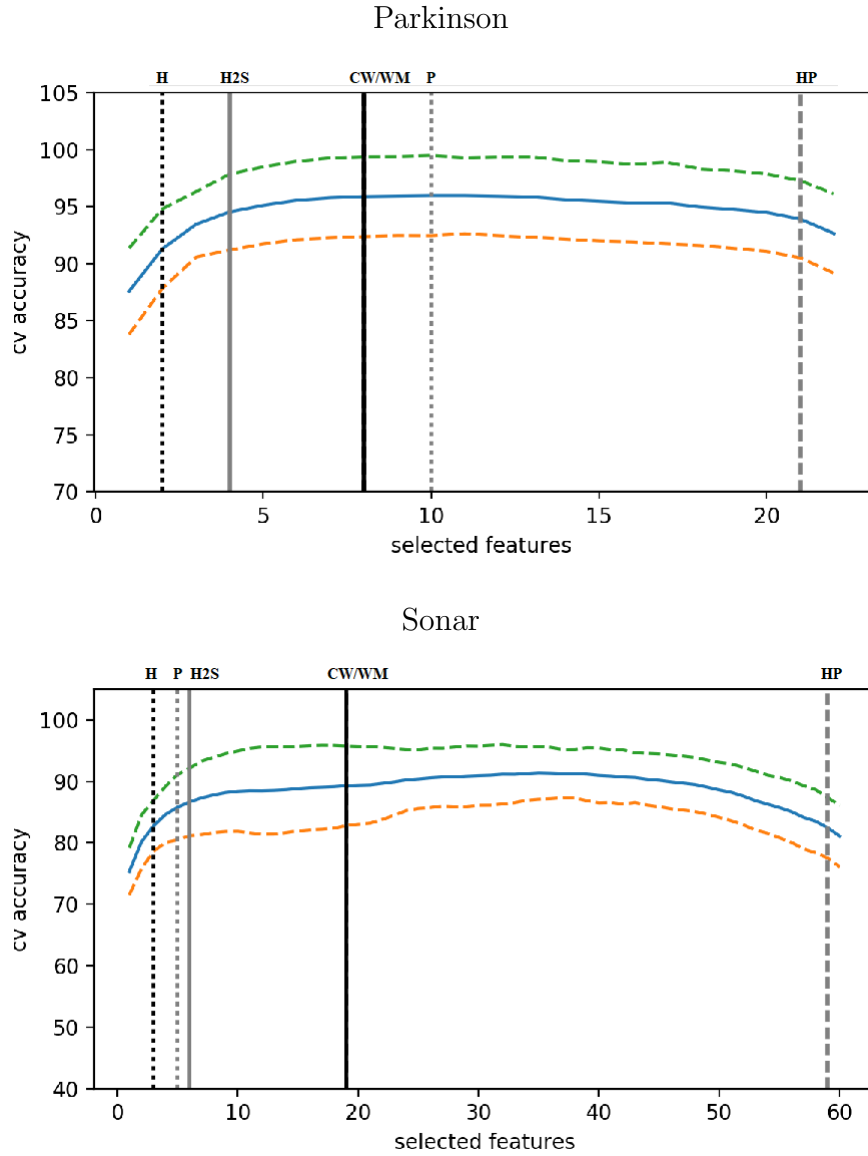 Parkinson
H H2S CW/WM P HP
105
100
95
90
85
80
75
70
cv accuracy
0 5 10 15 20
selected features
Sonar
H P H2S CW/WM HP
100
90
80
70
60
50
40
cv accuracy
0 10 20 30 40 50 60
selected features